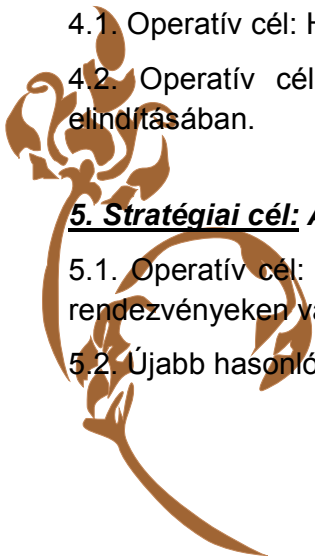 4.1. Operatív cél: H
4.2. Operatív cél
elindításában.
5. Stratégiai cél: A
5.1. Operatív cél:
rendezvényeken va
5.2. Újabb hasonló